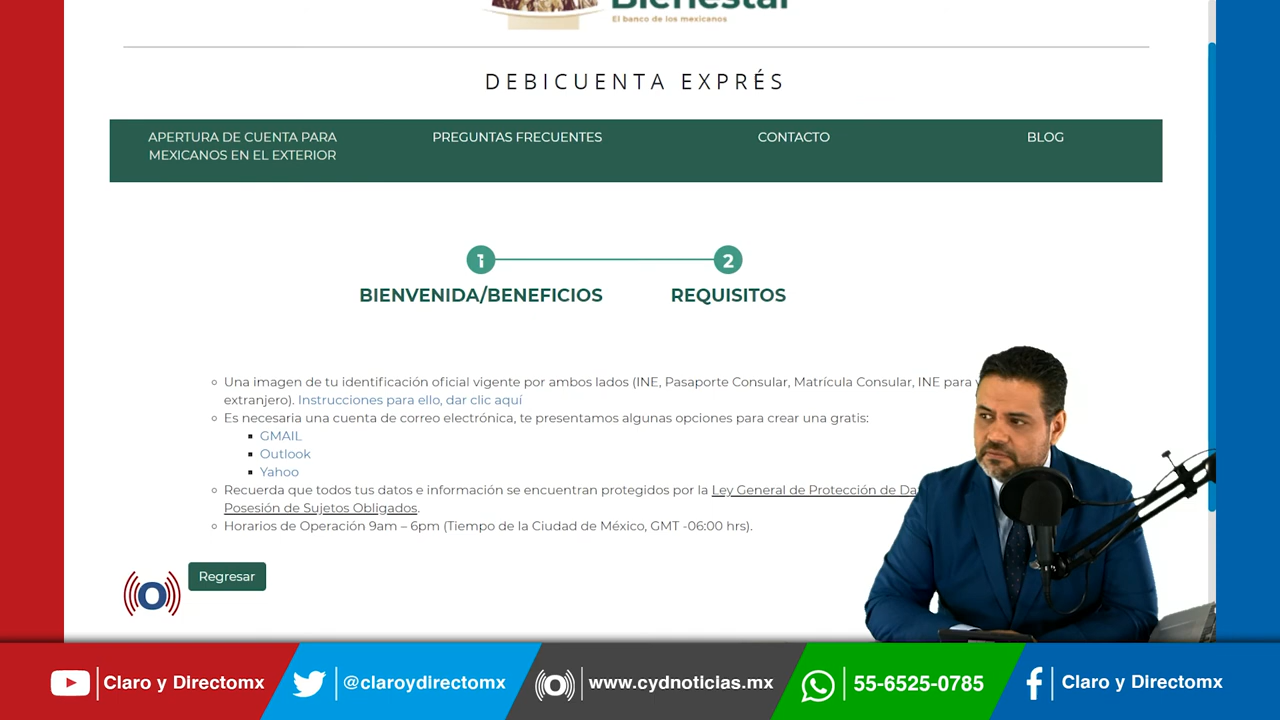 Bienestar
El banco de los mexicanos
DEBICUENTA EXPRÉS
APERTURA DE CUENTA PARA
MEXICANOS EN EL EXTERIOR
PREGUNTAS FRECUENTES
CONTACTO
BLOG
1
2
BIENVENIDA/BENEFICIOS
REQUISITOS
Una imagen de tu identificación oficial vigente por ambos lados (INE, Pasaporte Consular, Matrícula Consular, INE para
extranjero). Instrucciones para ello, dar clic aquí
Es necesaria una cuenta de correo electrónica, te presentamos algunas opciones para crear una gratis:
GMAIL
Outlook
Yahoo
Recuerda que todos tus datos e información se encuentran protegidos por la Ley General de Protección de Da
Posesión de Sujetos Obligados.
Horarios de Operación 9am – 6pm (Tiempo de la Ciudad de México, GMT -06:00 hrs).
Regresar
Claro y Directomx
@claroydirectomx
www.cydnoticias.mx
55-6525-0785
Claro y Directomx